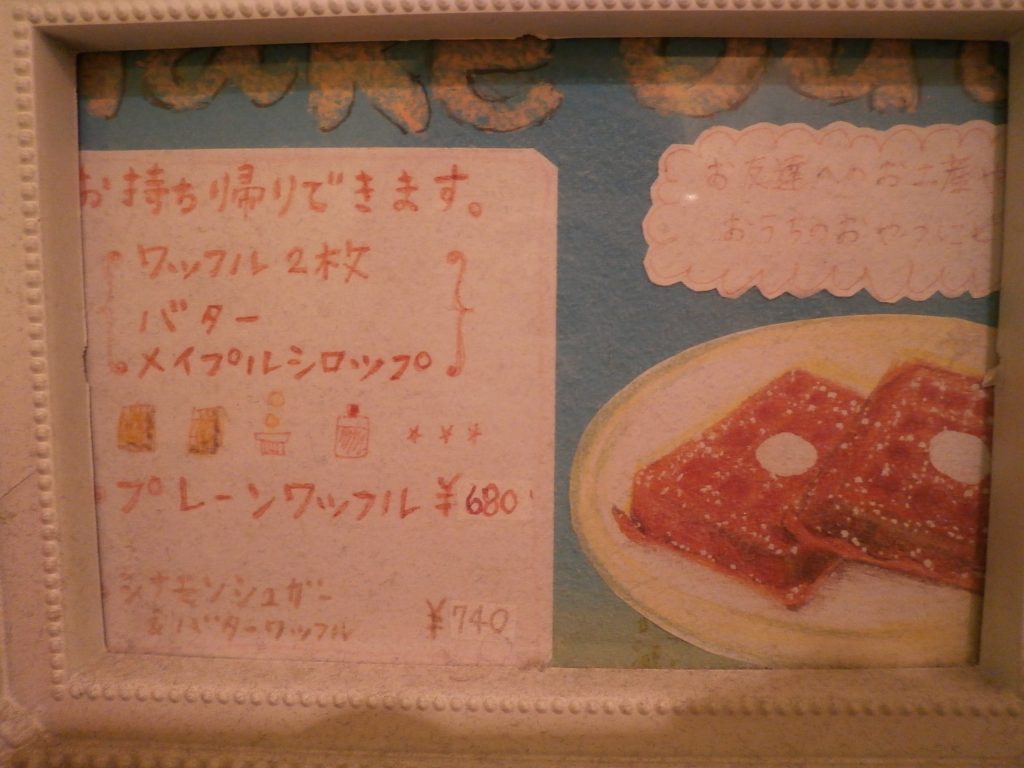 Take Out
お持ち帰りできます。
お友達へのお土産や
おうちのおやつにと
ワッフル2枚
バター
メイプルシロップ
プレーンワッフル ¥680
シナモンシュガー
&バターワッフル ¥740